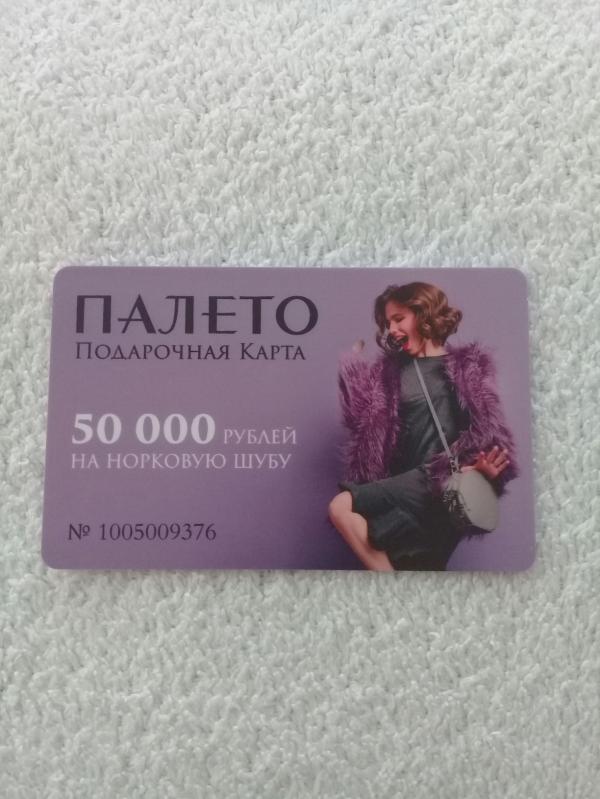 ПАЛЕТО
ПОДАРОЧНАЯ КАРТА
50 000 РУБЛЕЙ
НА НОРКОВУЮ ШУБУ
№ 1005009376